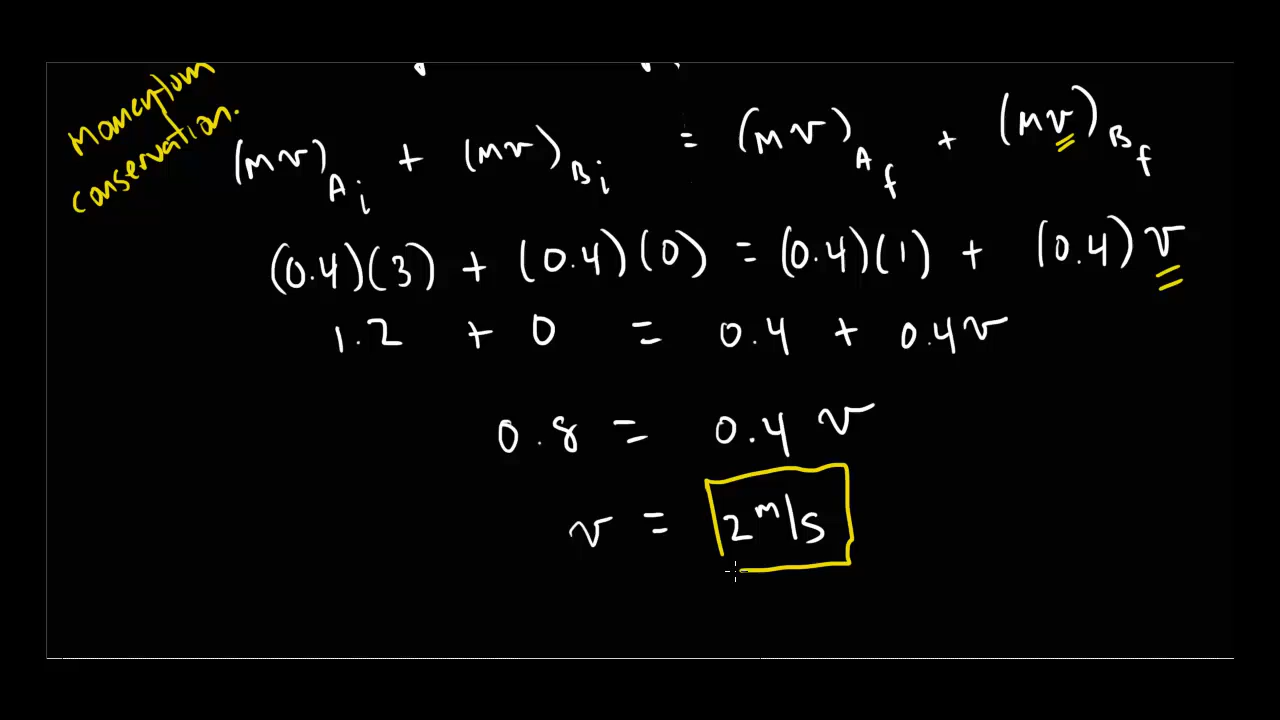 Momentum
conservation.
(mv)Ai + (mv)Bi = (mv)Af + (mv)Bf
(0.4)(3) + (0.4)(0) = (0.4)(1) + (0.4)v
1.2 + 0 = 0.4 + 0.4v
0.8 = 0.4 v
v = 2 m/s